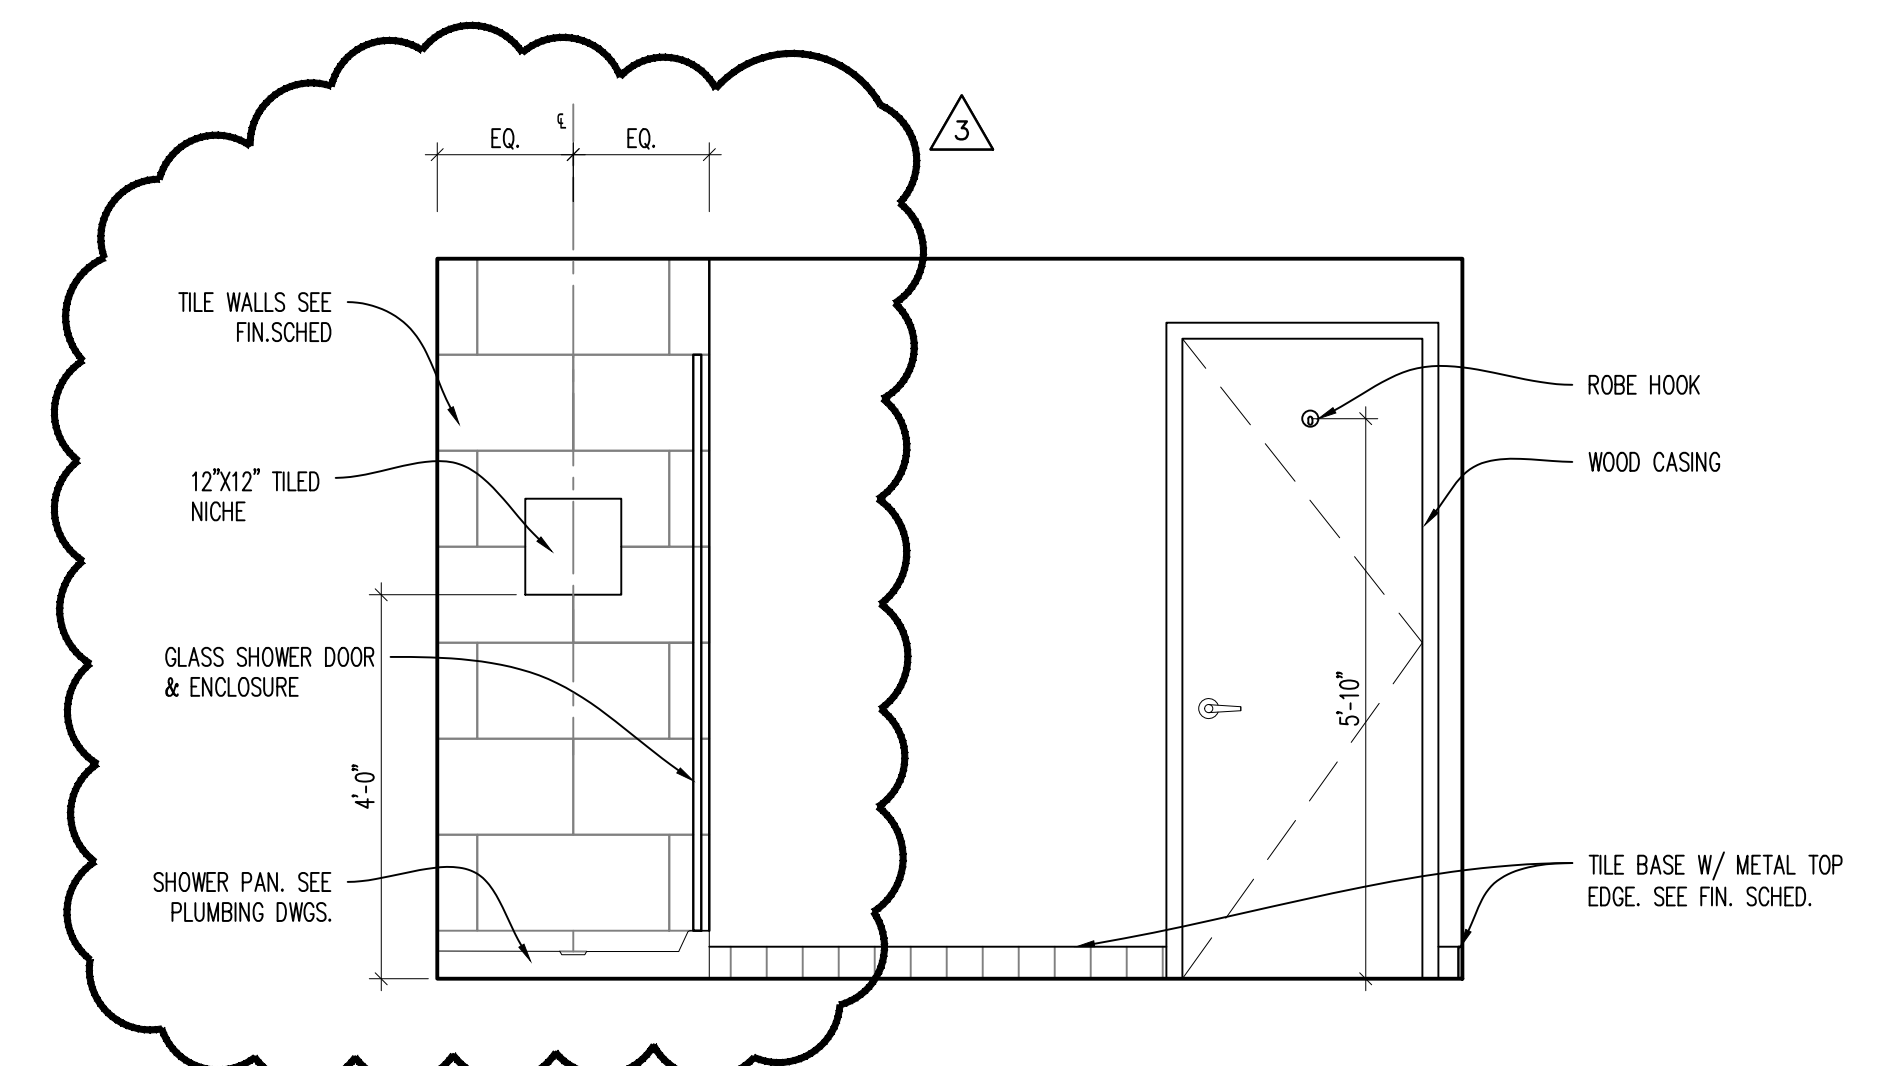 3
℄
EQ.
EQ.
TILE WALLS SEE
FIN.SCHED
12"X12" TILED
NICHE
GLASS SHOWER DOOR
& ENCLOSURE
4'-0"
SHOWER PAN. SEE
PLUMBING DWGS.
ROBE HOOK
WOOD CASING
5'-10"
TILE BASE W/ METAL TOP
EDGE. SEE FIN. SCHED.